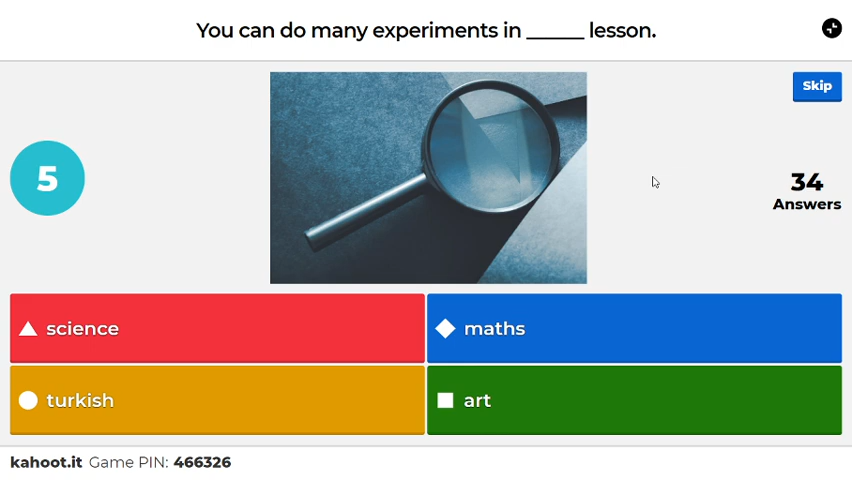 You can do many experiments in ______ lesson.
Skip
5
34
Answers
science
maths
turkish
art
kahoot.it Game PIN: 466326